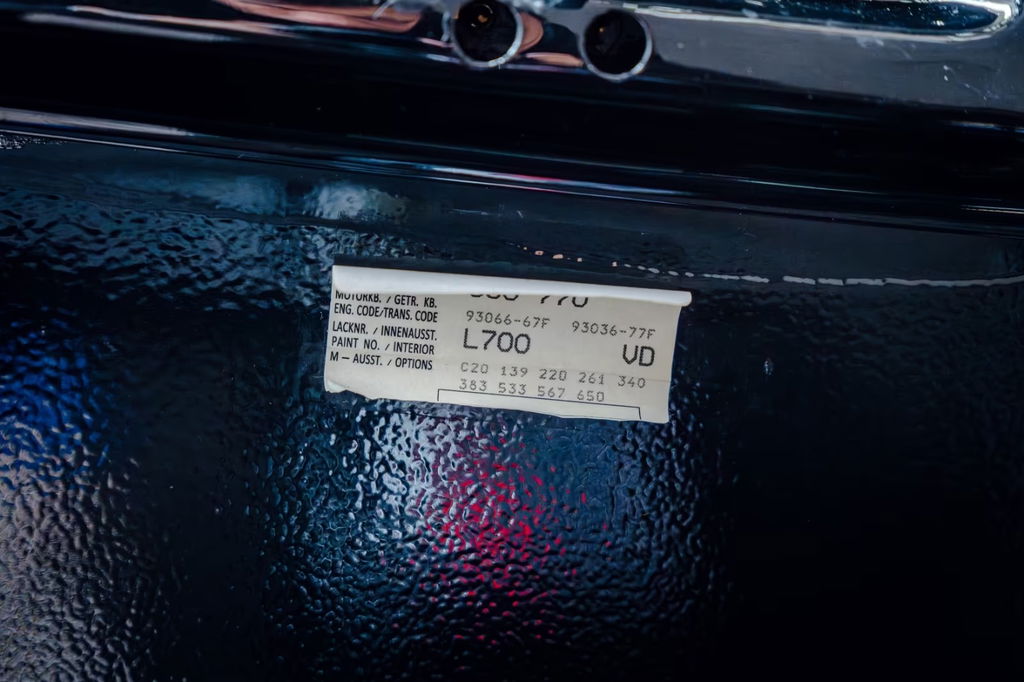 MOTORKB. / GETR. KB.
ENG. CODE/TRANS. CODE
93066-67F 93036-77F
LACKNR. / INNENAUSST.
PAINT NO. / INTERIOR
L700 VD
M – AUSST. / OPTIONS
C20 139 220 261 340
383 533 567 650